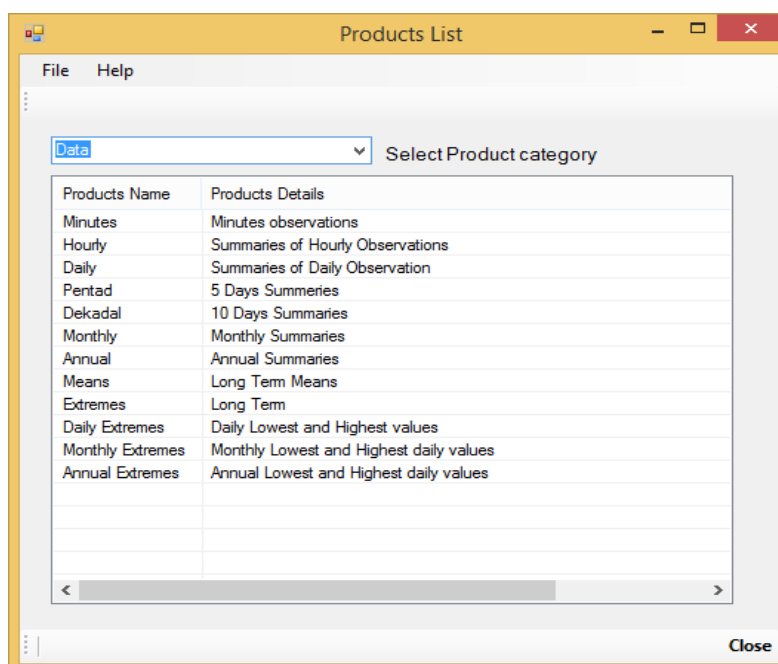 Products List
File Help
Data Select Product category
Products Name Products Details
Minutes Minutes observations
Hourly Summaries of Hourly Observations
Daily Summaries of Daily Observation
Pentad 5 Days Summeries
Dekadal 10 Days Summaries
Monthly Monthly Summaries
Annual Annual Summaries
Means Long Term Means
Extremes Long Term
Daily Extremes Daily Lowest and Highest values
Monthly Extremes Monthly Lowest and Highest daily values
Annual Extremes Annual Lowest and Highest daily values
Close